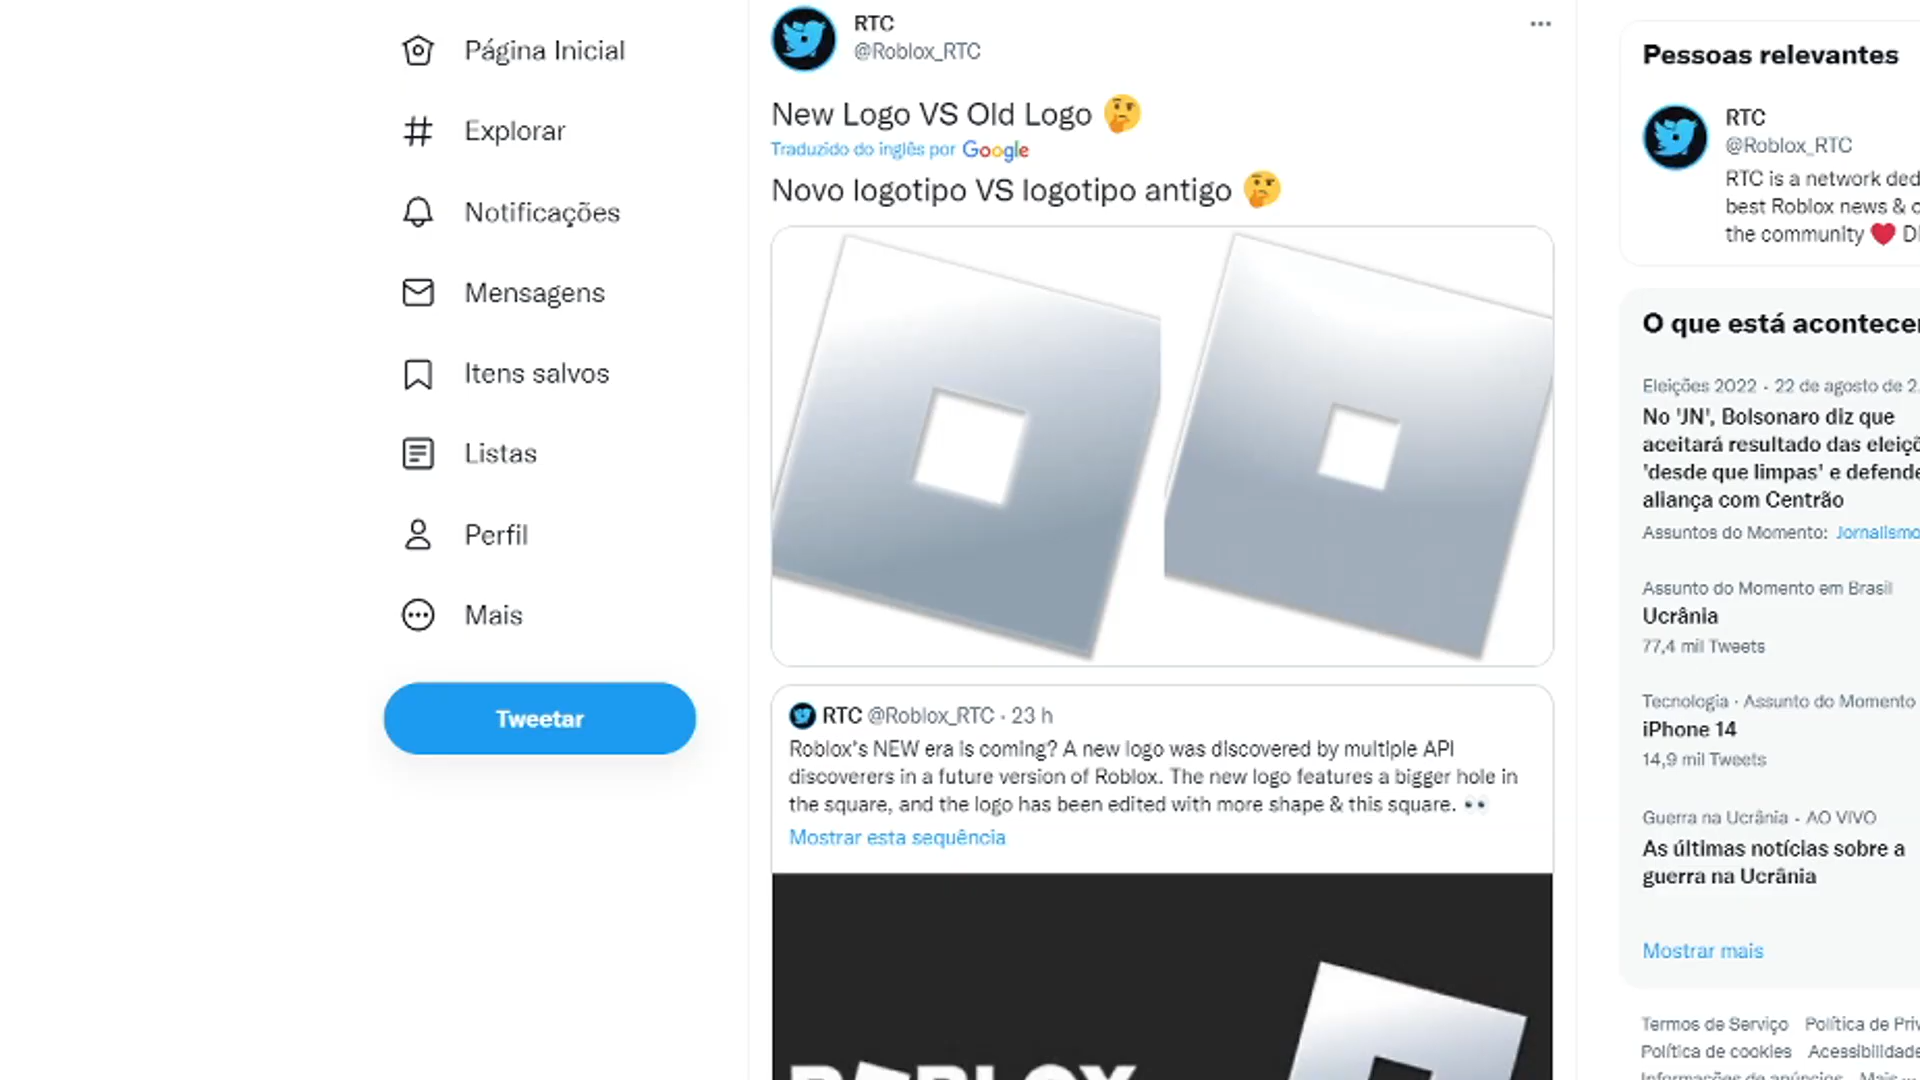 Página Inicial
Explorar
Notificações
Mensagens
Itens salvos
Listas
Perfil
Mais
Tweetar
RTC
@Roblox_RTC
New Logo VS Old Logo 🤔
Traduzido do inglês por Google
Novo logotipo VS logotipo antigo 🤔
RTC @Roblox_RTC · 23 h
Roblox's NEW era is coming? A new logo was discovered by multiple API
discoverers in a future version of Roblox. The new logo features a bigger hole in
the square, and the logo has been edited with more shape & this square. 👀
Mostrar esta sequência
ROBLOX
Pessoas relevantes
RTC
@Roblox_RTC
RTC is a network ded
best Roblox news & c
the community ❤️ D
O que está acontecer
Eleições 2022 · 22 de agosto de 2
No 'JN', Bolsonaro diz que
aceitará resultado das eleiçõ
'desde que limpas' e defende
aliança com Centrão
Assuntos do Momento: Jornalismo
Assunto do Momento em Brasil
Ucrânia
77,4 mil Tweets
Tecnologia · Assunto do Momento
iPhone 14
14,9 mil Tweets
Guerra na Ucrânia · AO VIVO
As últimas notícias sobre a
guerra na Ucrânia
Mostrar mais
Termos de Serviço Política de Priv
Política de cookies Acessibilidade
Informações de anúncios Mais ...